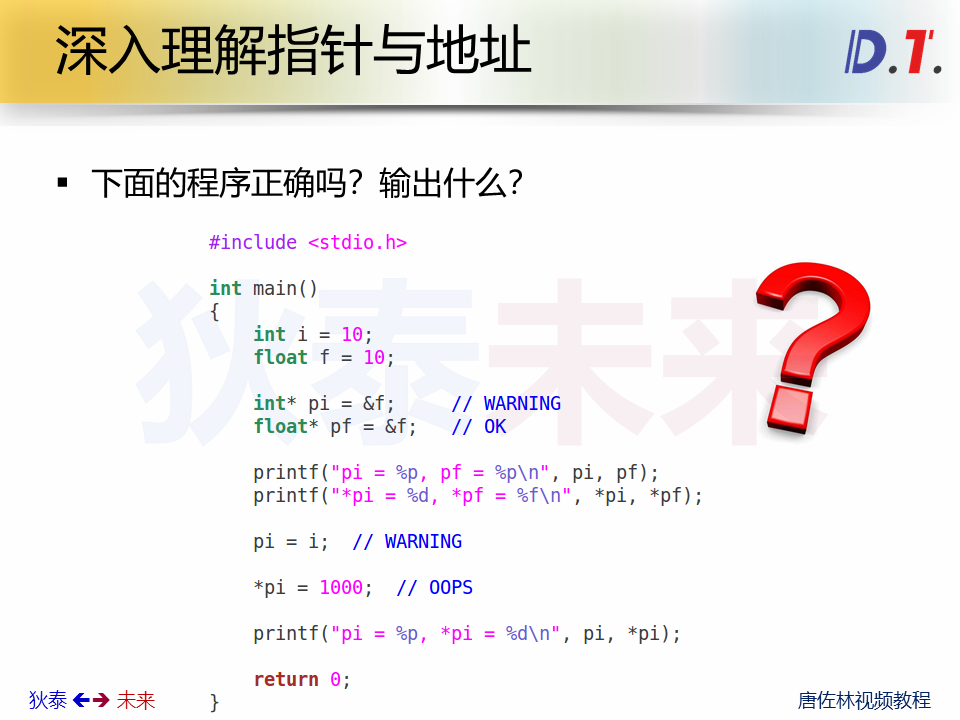 深入理解指针与地址
D.T.
▪ 下面的程序正确吗？输出什么？
#include <stdio.h>
int main()
{
    int i = 10;
    float f = 10;
    int* pi = &f;     // WARNING
    float* pf = &f;   // OK
    printf("pi = %p, pf = %p\n", pi, pf);
    printf("*pi = %d, *pf = %f\n", *pi, *pf);
    pi = i;  // WARNING
    *pi = 1000;  // OOPS
    printf("pi = %p, *pi = %d\n", pi, *pi);
    return 0;
}
狄泰未来
?
狄泰 ←→ 未来
唐佐林视频教程